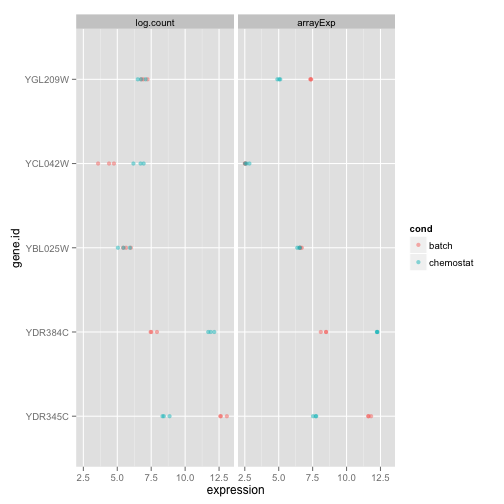 log.count arrayExp
YGL209W
YCL042W
YBL025W
YDR384C
YDR345C
gene.id
cond
batch
chemostat
2.5 5.0 7.5 10.0 12.5 2.5 5.0 7.5 10.0 12.5
expression